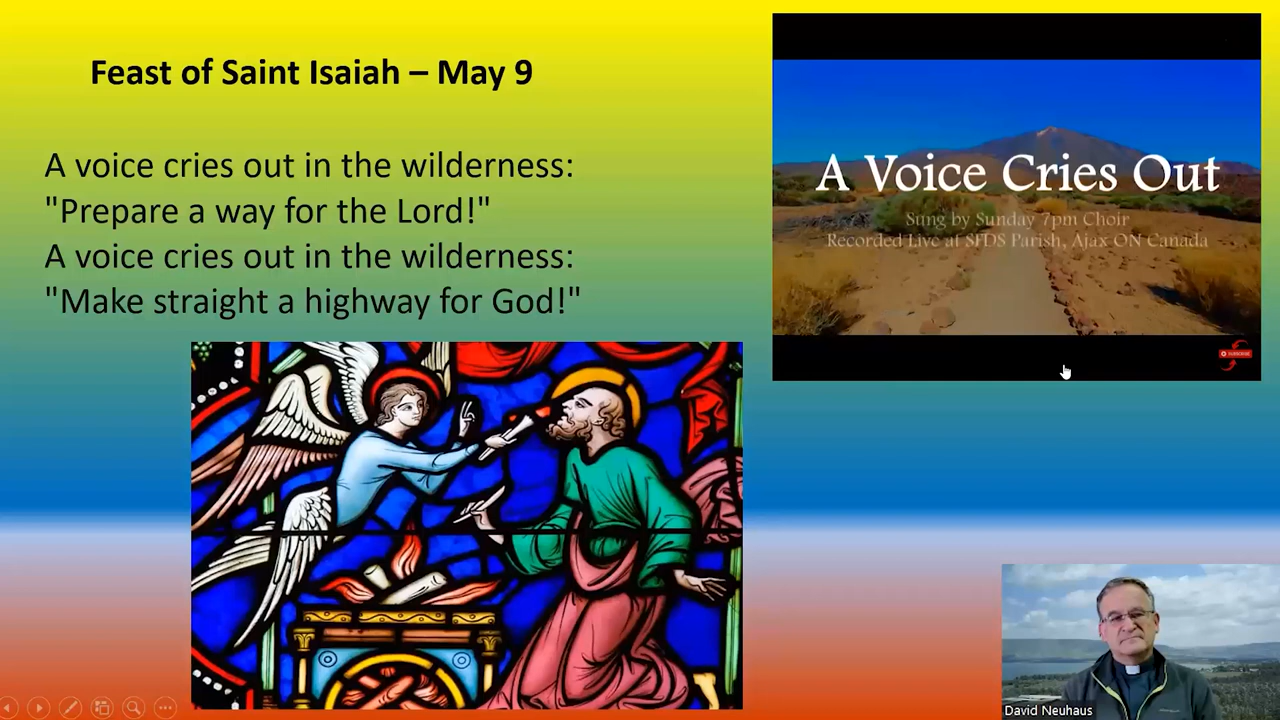 Feast of Saint Isaiah – May 9
A voice cries out in the wilderness:
"Prepare a way for the Lord!"
A voice cries out in the wilderness:
"Make straight a highway for God!"
A Voice Cries Out
Sung by Sunday 7pm Choir
Recorded Live at SFDS Parish, Ajax ON Canada
SUBSCRIBE
David Neuhaus